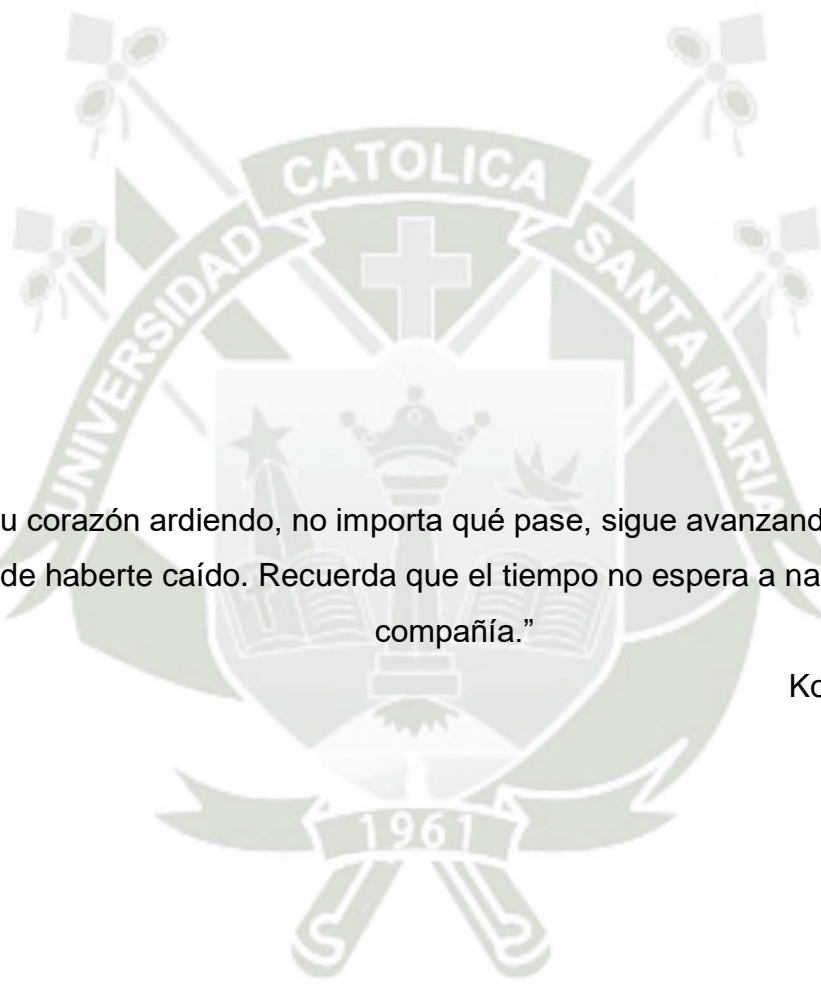 CATOLICA
UNIVERSIDAD
SANTA MARIA
u corazón ardiendo, no importa qué pase, sigue avanzand
de haberte caído. Recuerda que el tiempo no espera a na
compañía.”
Ko
1961